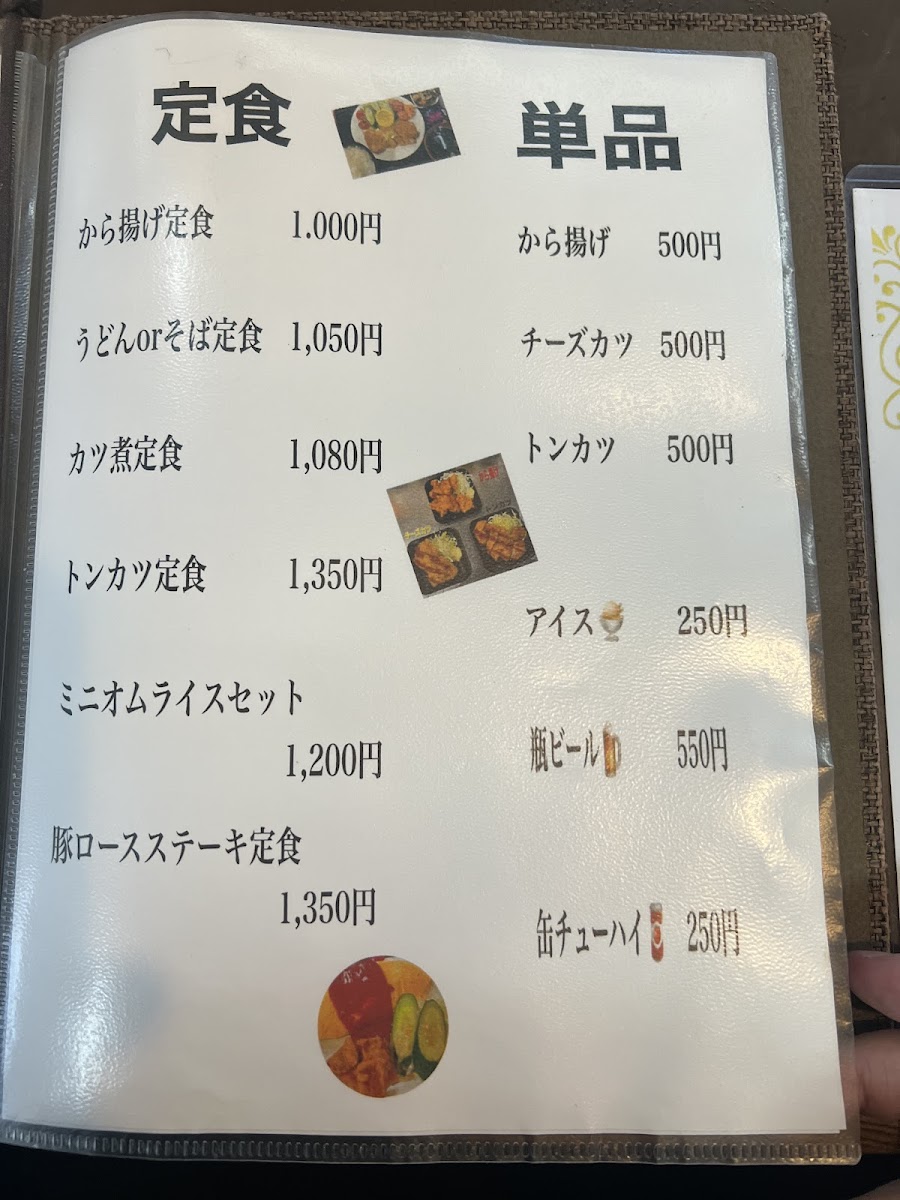 定食
から揚げ定食 1.000円
うどんorそば定食 1,050円
カツ煮定食 1,080円
トンカツ定食 1,350円
ミニオムライスセット
1,200円
豚ロースステーキ定食
1,350円
単品
から揚げ 500円
チーズカツ 500円
トンカツ 500円
アイス 250円
瓶ビール 550円
缶チューハイ 250円